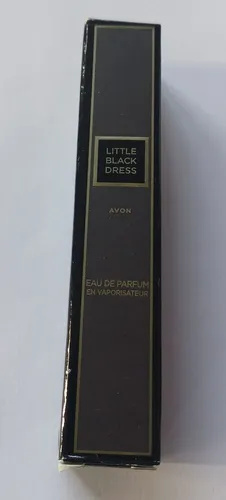 LITTLE
BLACK
DRESS
AVON
EAU DE PARFUM
EN VAPORISATEUR